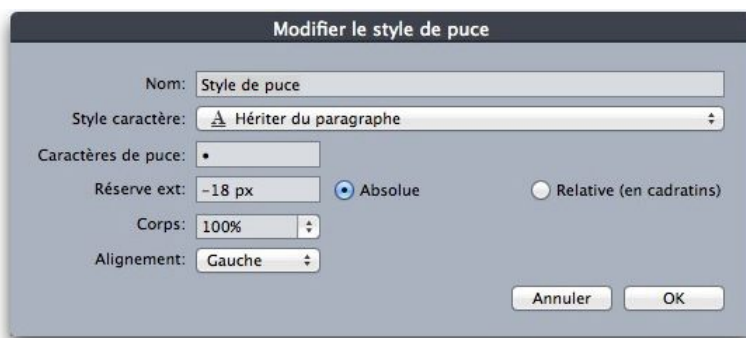 Modifier le style de puce
Nom: Style de puce
Style caractère: A Hériter du paragraphe
Caractères de puce: •
Réserve ext: -18 px Absolue Relative (en cadratins)
Corps: 100%
Alignement: Gauche
Annuler OK